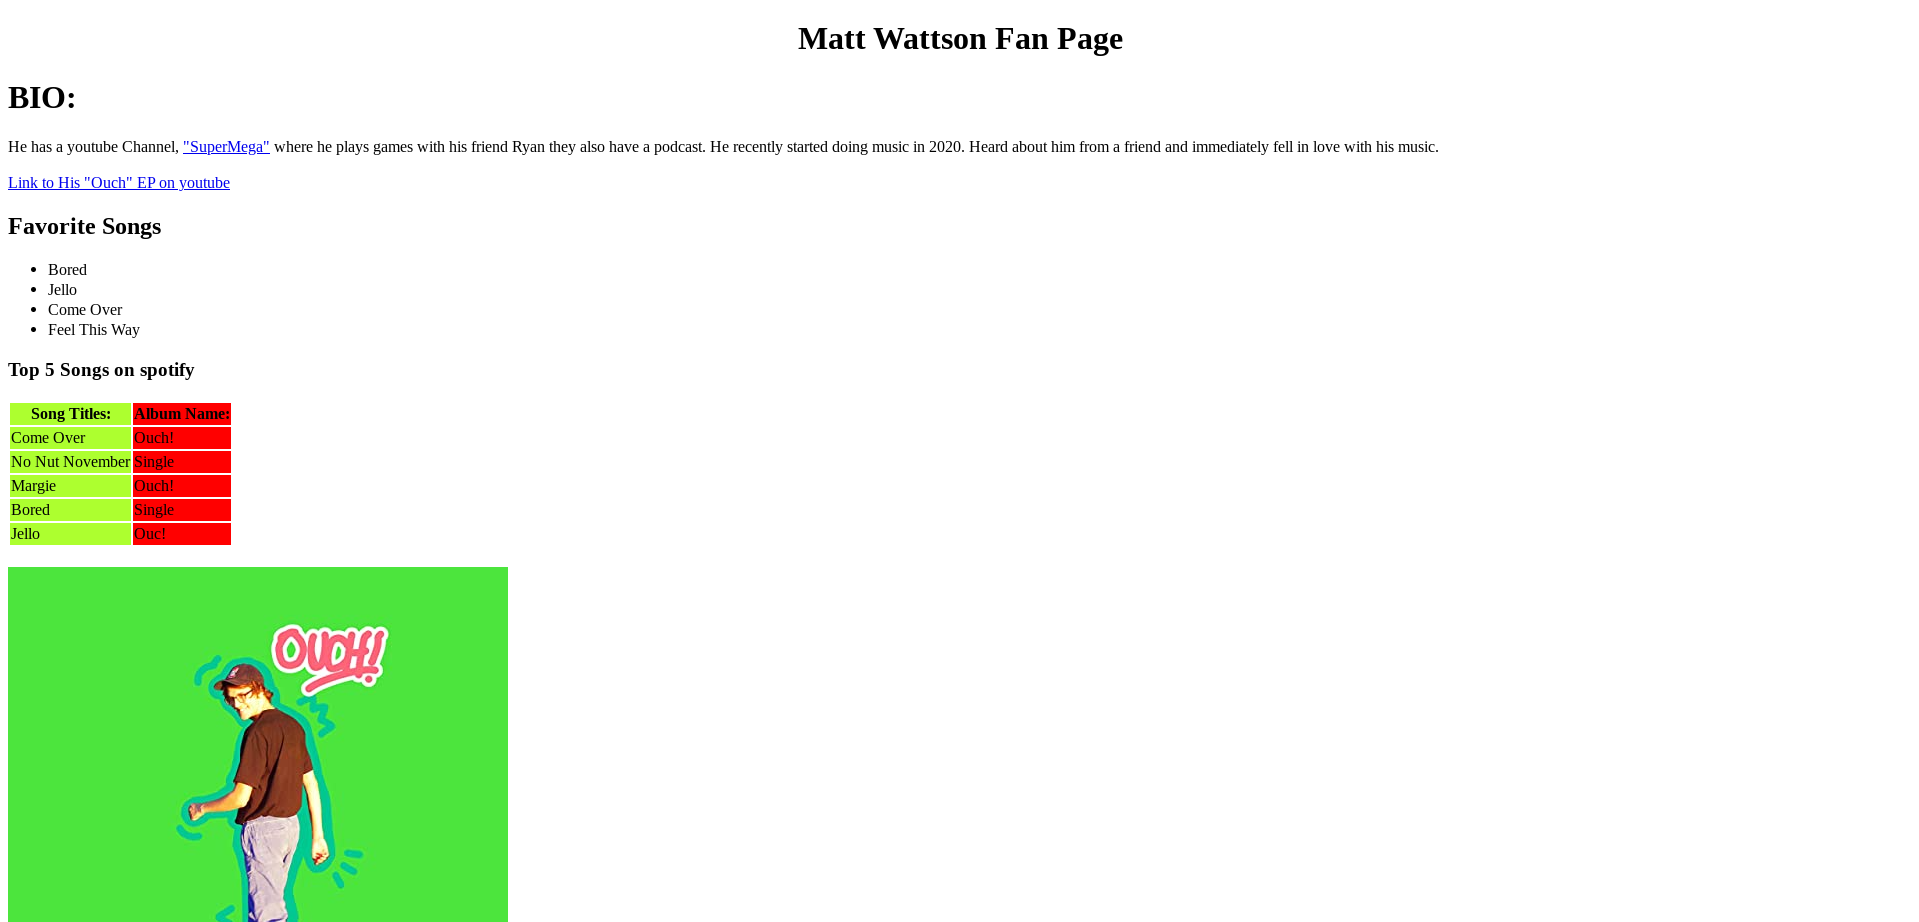 Matt Wattson Fan Page
BIO:
He has a youtube Channel, "SuperMega" where he plays games with his friend Ryan they also have a podcast. He recently started doing music in 2020. Heard about him from a friend and immediately fell in love with his music.
Link to His "Ouch" EP on youtube
Favorite Songs
Bored
Jello
Come Over
Feel This Way
Top 5 Songs on spotify
Song Titles: Album Name:
Come Over Ouch!
No Nut November Single
Margie Ouch!
Bored Single
Jello Ouc!
OUCH!